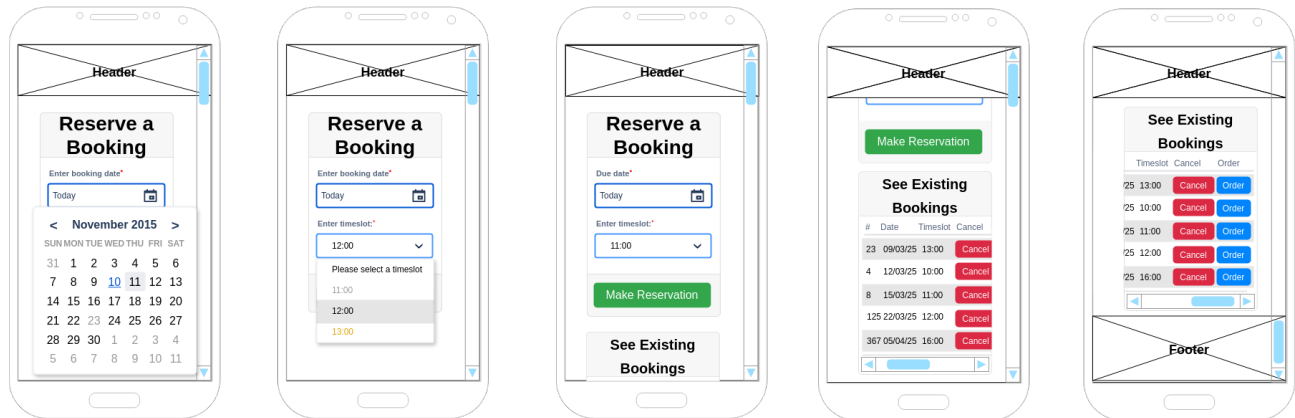 Header
Reserve a
Booking
Enter booking date*
Today
< November 2015 >
SUN MON TUE WED THU FRI SAT
31 1 2 3 4 5 6
7 8 9 10 11 12 13
14 15 16 17 18 19 20
21 22 23 24 25 26 27
28 29 30 1 2 3 4
5 6 7 8 9 10 11
Header
Reserve a
Booking
Enter booking date*
Today
Enter timeslot:*
12:00
Please select a timeslot
11:00
12:00
13:00
Header
Reserve a
Booking
Due date*
Today
Enter timeslot:*
11:00
Make Reservation
See Existing
Bookings
Header
Make Reservation
See Existing
Bookings
# Date Timeslot Cancel
23 09/03/25 13:00 Cancel
4 12/03/25 10:00 Cancel
8 15/03/25 11:00 Cancel
125 22/03/25 12:00 Cancel
367 05/04/25 16:00 Cancel
Header
See Existing
Bookings
Timeslot Cancel Order
/25 13:00 Cancel Order
/25 10:00 Cancel Order
/25 11:00 Cancel Order
/25 12:00 Cancel Order
/25 16:00 Cancel Order
Footer